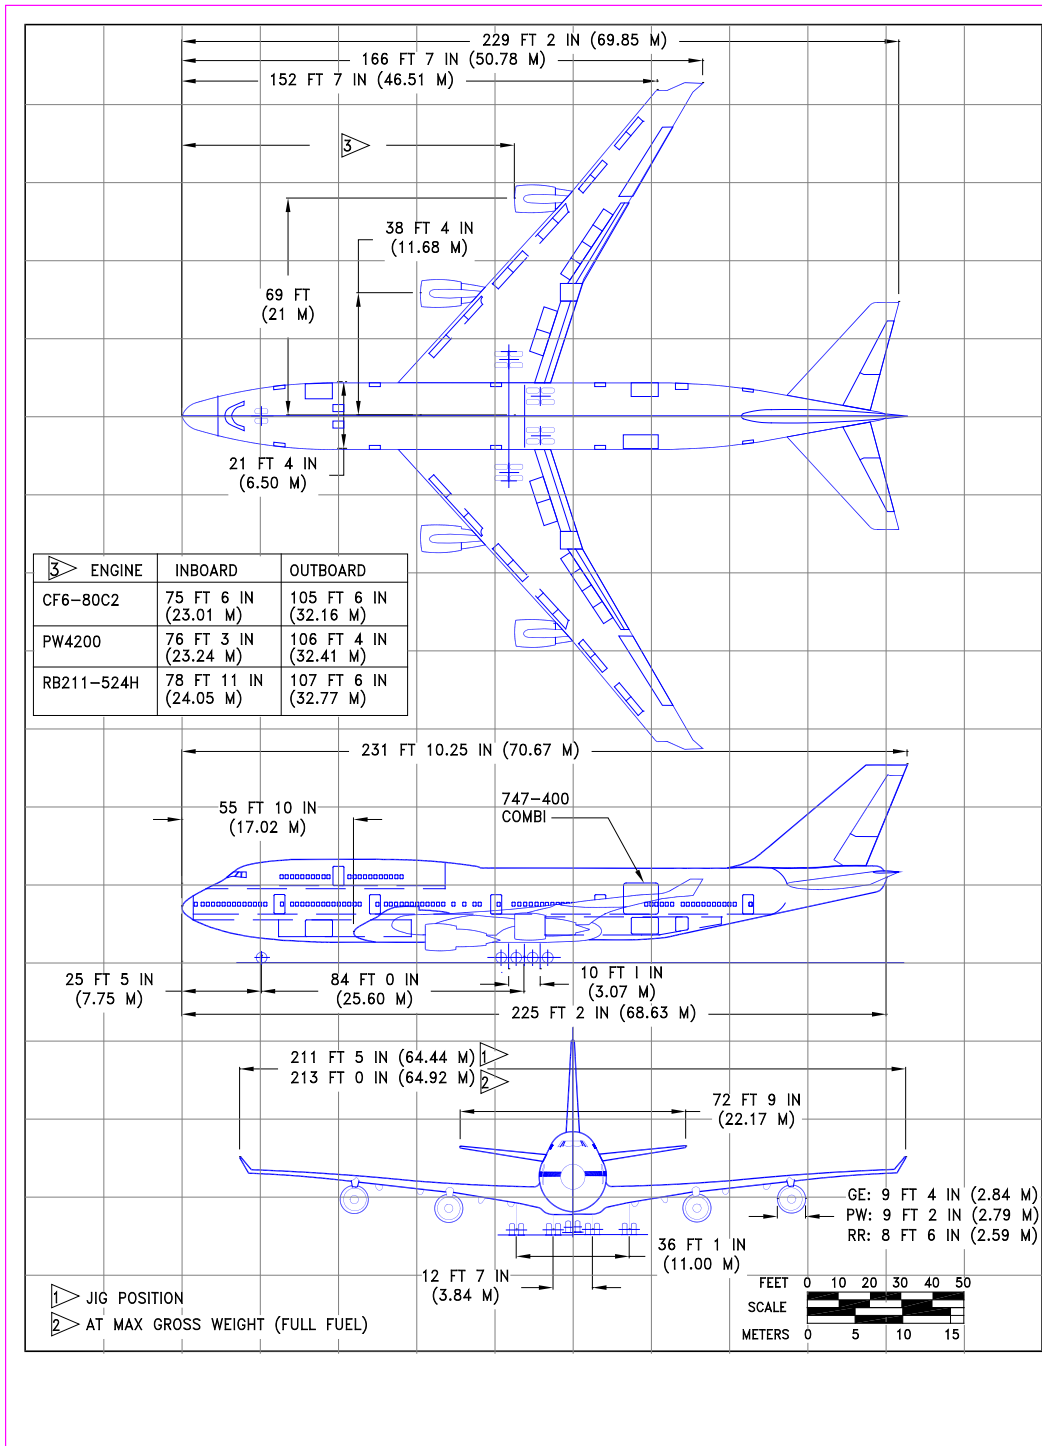 229 FT 2 IN (69.85 M)
166 FT 7 IN (50.78 M)
152 FT 7 IN (46.51 M)
3
38 FT 4 IN
(11.68 M)
69 FT
(21 M)
21 FT 4 IN
(6.50 M)
3 ENGINE INBOARD OUTBOARD
CF6-80C2 75 FT 6 IN 105 FT 6 IN
(23.01 M) (32.16 M)
PW4200 76 FT 3 IN 106 FT 4 IN
(23.24 M) (32.41 M)
RB211-524H 78 FT 11 IN 107 FT 6 IN
(24.05 M) (32.77 M)
231 FT 10.25 IN (70.67 M)
55 FT 10 IN
(17.02 M)
747-400
COMBI
25 FT 5 IN
(7.75 M)
84 FT 0 IN
(25.60 M)
10 FT I IN
(3.07 M)
225 FT 2 IN (68.63 M)
211 FT 5 IN (64.44 M) 1
213 FT 0 IN (64.92 M) 2
72 FT 9 IN
(22.17 M)
GE: 9 FT 4 IN (2.84 M)
PW: 9 FT 2 IN (2.79 M)
RR: 8 FT 6 IN (2.59 M)
36 FT 1 IN
(11.00 M)
12 FT 7 IN
(3.84 M)
1 JIG POSITION
2 AT MAX GROSS WEIGHT (FULL FUEL)
FEET 0 10 20 30 40 50
SCALE
METERS 0 5 10 15